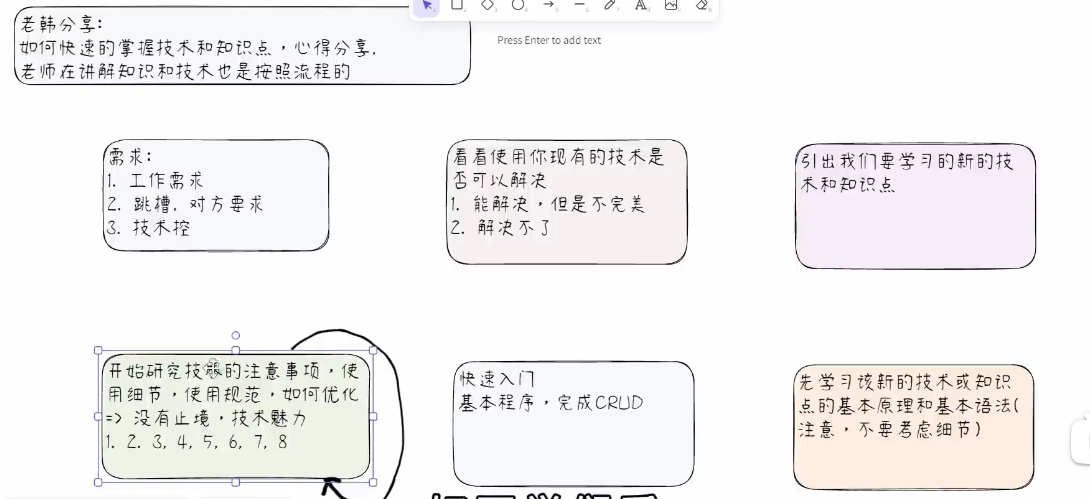 老韩分享:
如何快速的掌握技术和知识点，心得分享.
老师在讲解知识和技术也是按照流程的
Press Enter to add text
需求:
1. 工作需求
2. 跳槽. 对方要求
3. 技术控
看看使用你现有的技术是
否可以解决
1. 能解决，但是不完美
2. 解决不了
引出我们要学习的新的技
术和知识点
开始研究技能的注意事项，使
用细节，使用规范，如何优化
=> 没有止境，技术魅力
1. 2. 3. 4. 5. 6. 7. 8
快速入门
基本程序，完成CRUD
先学习该新的技术或知识
点的基本原理和基本语法(
注意，不要考虑细节)